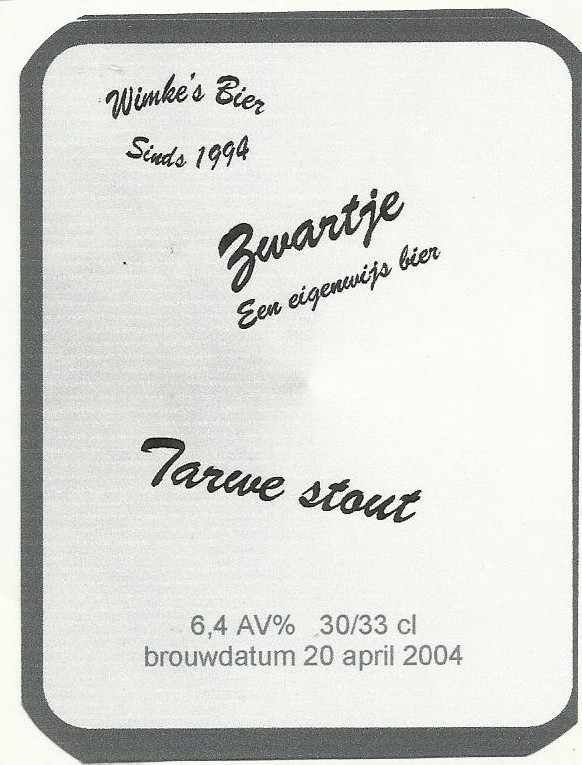 Wimke's Bier
Sinds 1994
Zwartje
Een eigenwijs bier
Tarwe stout
6,4 AV% 30/33 cl
brouwdatum 20 april 2004